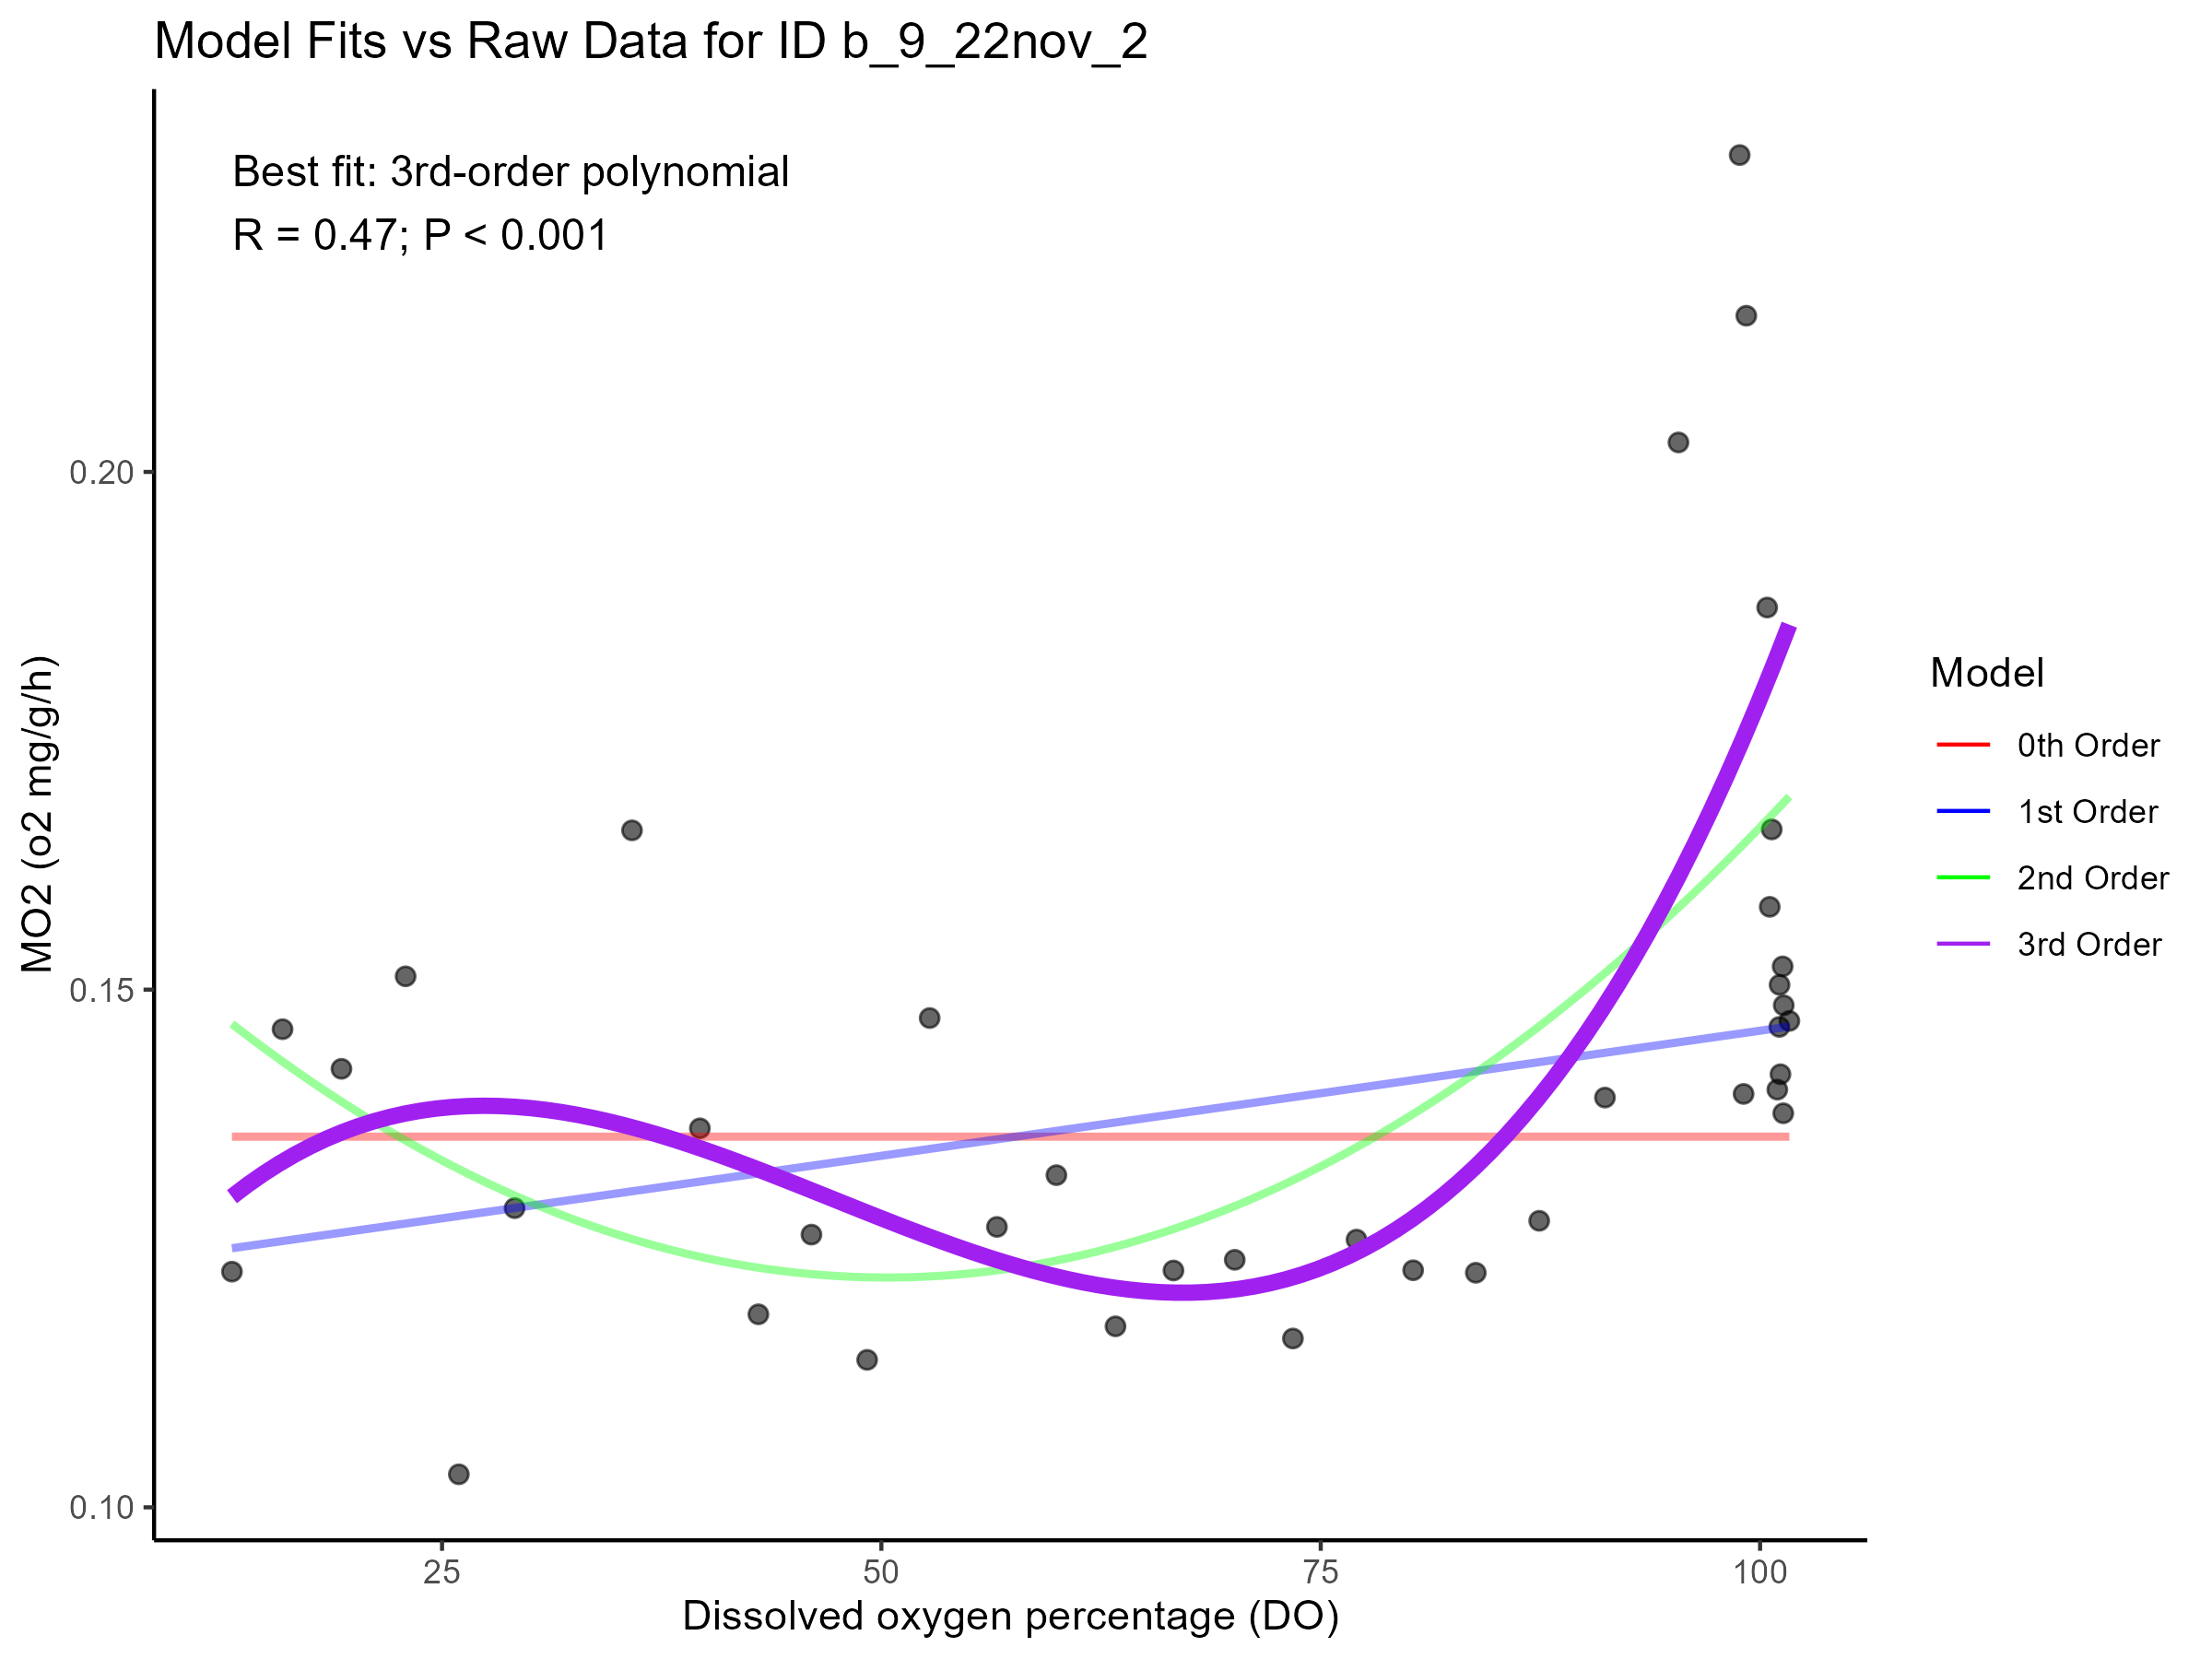 Model Fits vs Raw Data for ID b_9_22nov_2
Best fit: 3rd-order polynomial
R = 0.47; P < 0.001
MO2 (o2 mg/g/h)
0.20
0.15
0.10
25 50 75 100
Dissolved oxygen percentage (DO)
Model
0th Order
1st Order
2nd Order
3rd Order